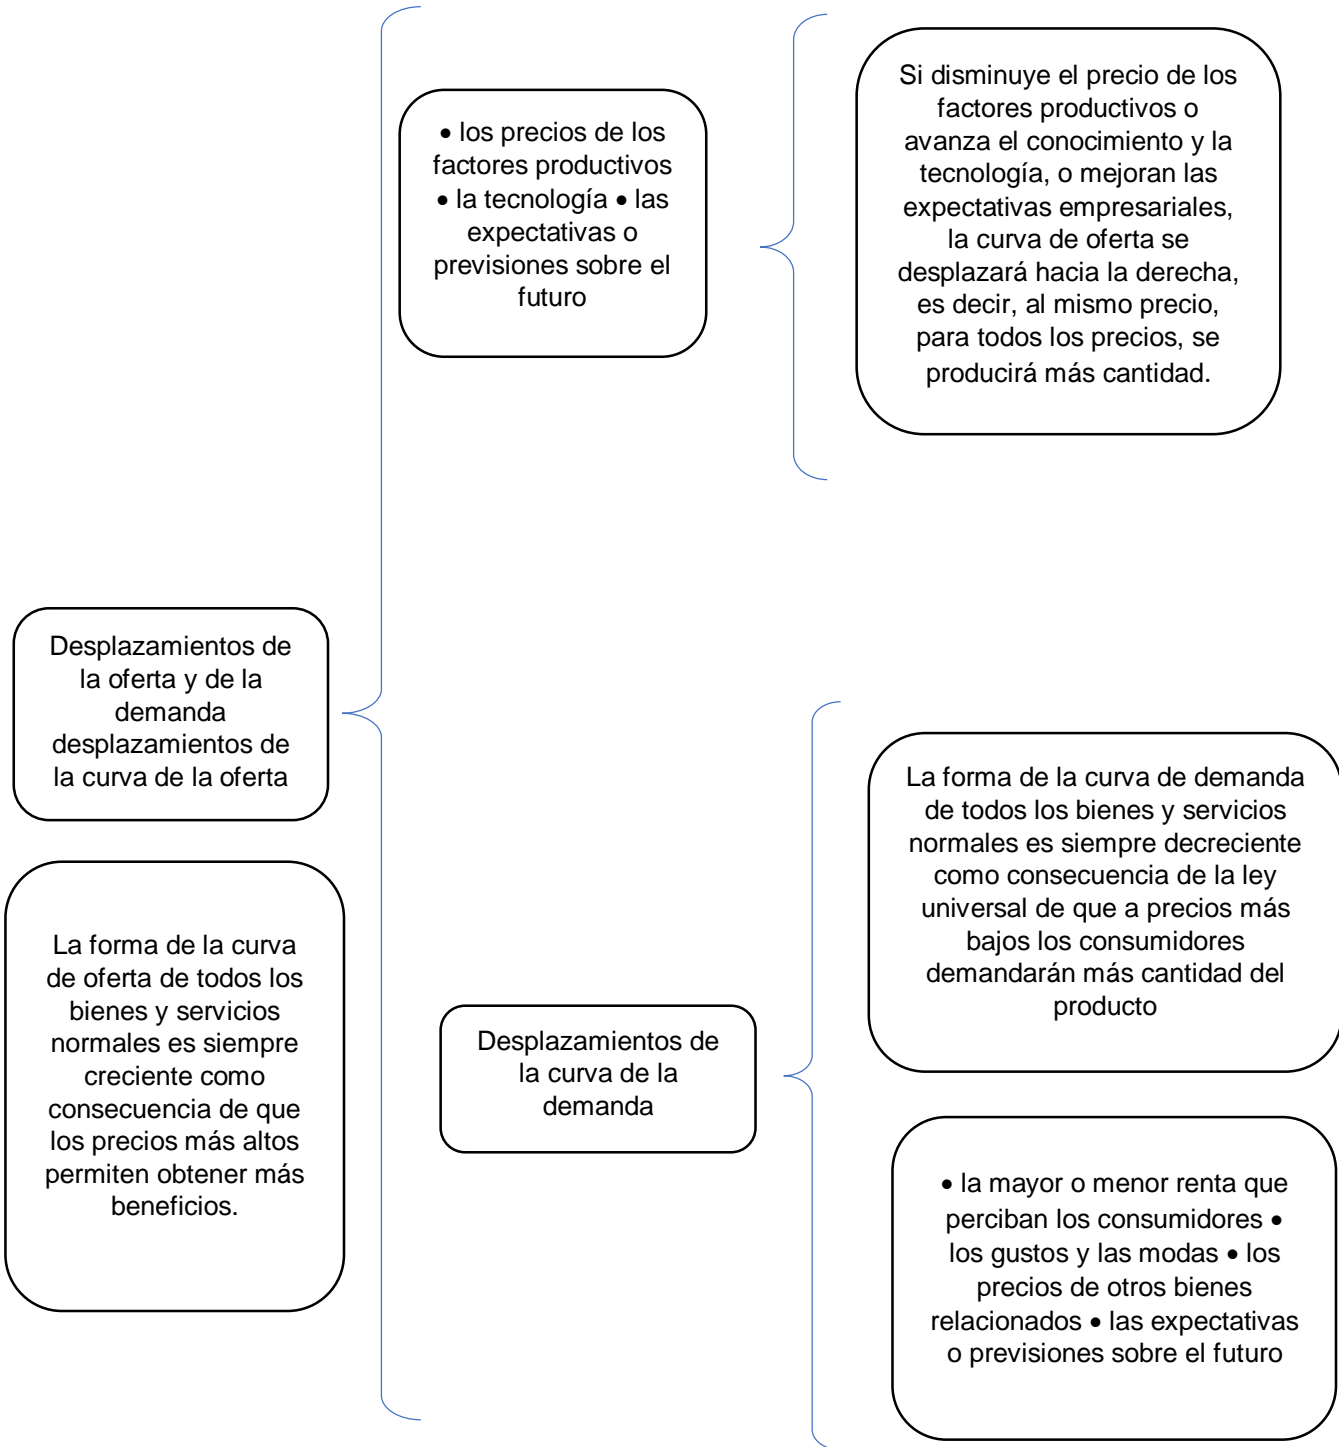 Desplazamientos de
la oferta y de la
demanda
desplazamientos de
la curva de la oferta
La forma de la curva
de oferta de todos los
bienes y servicios
normales es siempre
creciente como
consecuencia de que
los precios más altos
permiten obtener más
beneficios.
• los precios de los
factores productivos
• la tecnología • las
expectativas o
previsiones sobre el
futuro
Si disminuye el precio de los
factores productivos o
avanza el conocimiento y la
tecnología, o mejoran las
expectativas empresariales,
la curva de oferta se
desplazará hacia la derecha,
es decir, al mismo precio,
para todos los precios, se
producirá más cantidad.
Desplazamientos de
la curva de la
demanda
La forma de la curva de demanda
de todos los bienes y servicios
normales es siempre decreciente
como consecuencia de la ley
universal de que a precios más
bajos los consumidores
demandarán más cantidad del
producto
• la mayor o menor renta que
perciban los consumidores •
los gustos y las modas • los
precios de otros bienes
relacionados • las expectativas
o previsiones sobre el futuro